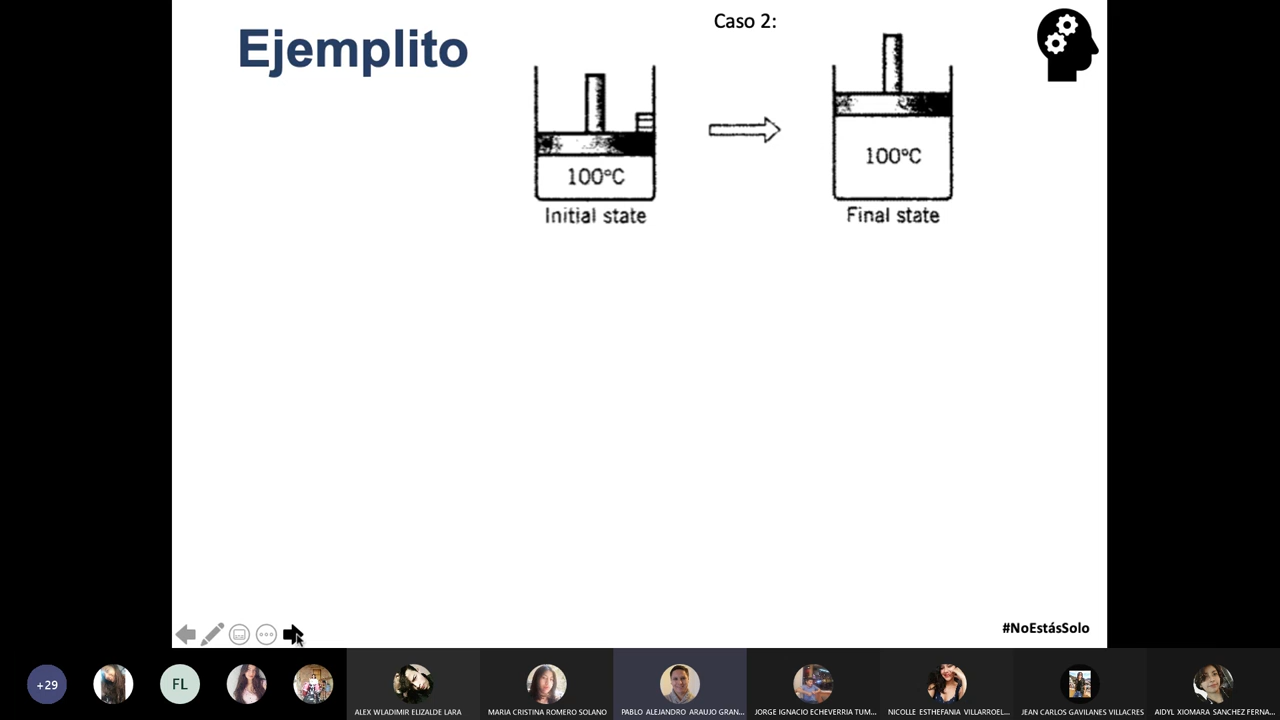 Ejemplito
Caso 2:
100°C
100°C
Initial state
Final state
#NoEstásSolo
+29
FL
ALEX WLADIMIR ELIZALDE LARA
MARIA CRISTINA ROMERO SOLANO
PABLO ALEJANDRO ARAUJO GRAN...
JORGE IGNACIO ECHEVERRIA TUM...
NICOLLE ESTHEFANIA VILLARROEL...
JEAN CARLOS GAVILANES VILLACRES
AIDYL XIOMARA SANCHEZ FERNA...